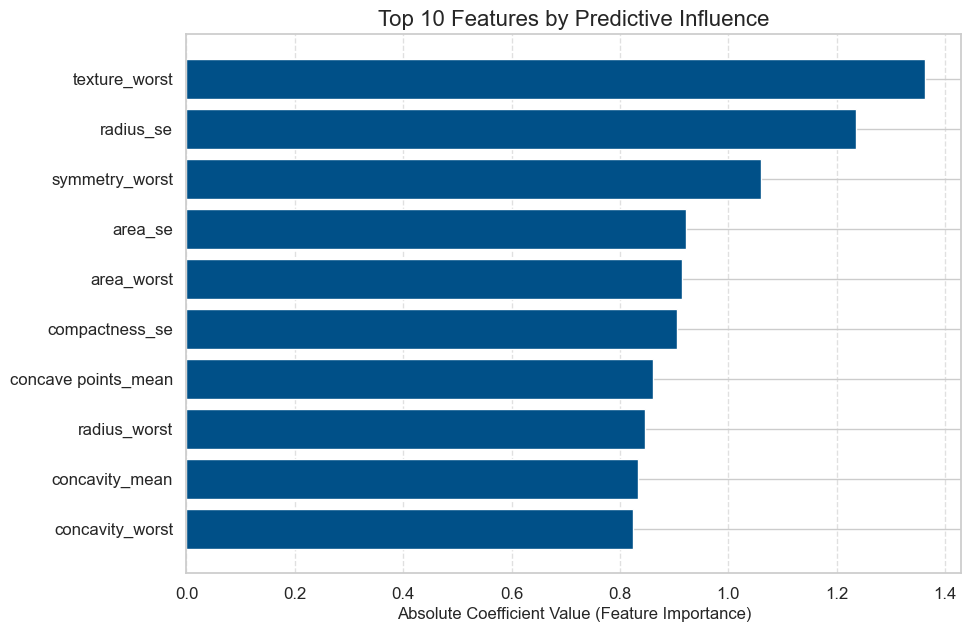 Top 10 Features by Predictive Influence
texture_worst
radius_se
symmetry_worst
area_se
area_worst
compactness_se
concave points_mean
radius_worst
concavity_mean
concavity_worst
0.0 0.2 0.4 0.6 0.8 1.0 1.2 1.4
Absolute Coefficient Value (Feature Importance)